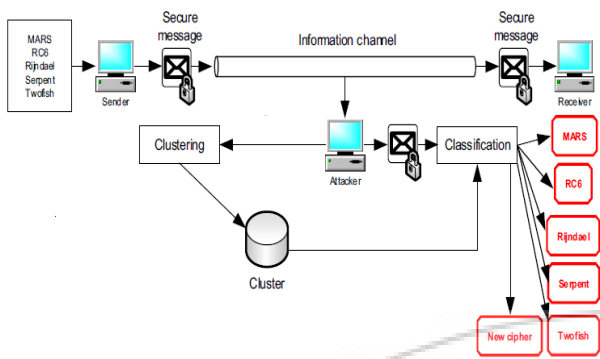 Secure
message
Information channel
Secure
message
MARS
RC6
Rijndael
Serpent
Twofish
Sender
Receiver
Clustering
Attacker
Classification
MARS
RC6
Rijndael
Serpent
Cluster
New cipher
Twofish